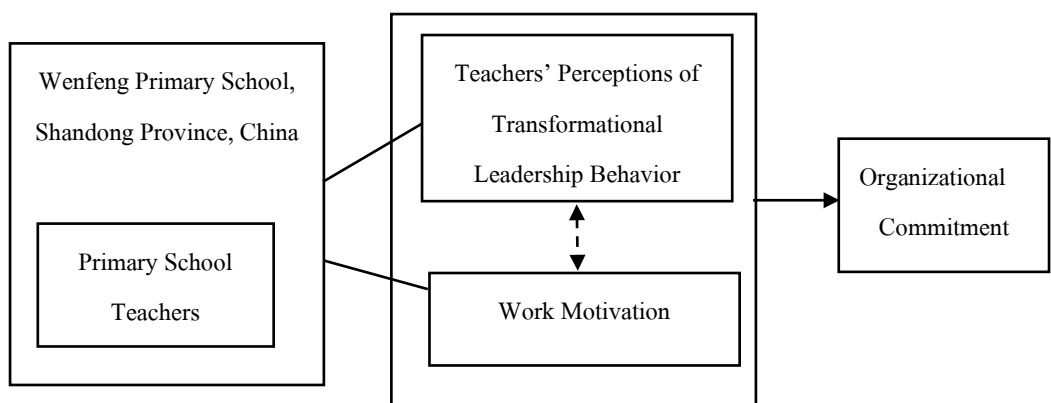 Wenfeng Primary School,
Shandong Province, China
Primary School
Teachers
Teachers’ Perceptions of
Transformational
Leadership Behavior
Work Motivation
Organizational
Commitment